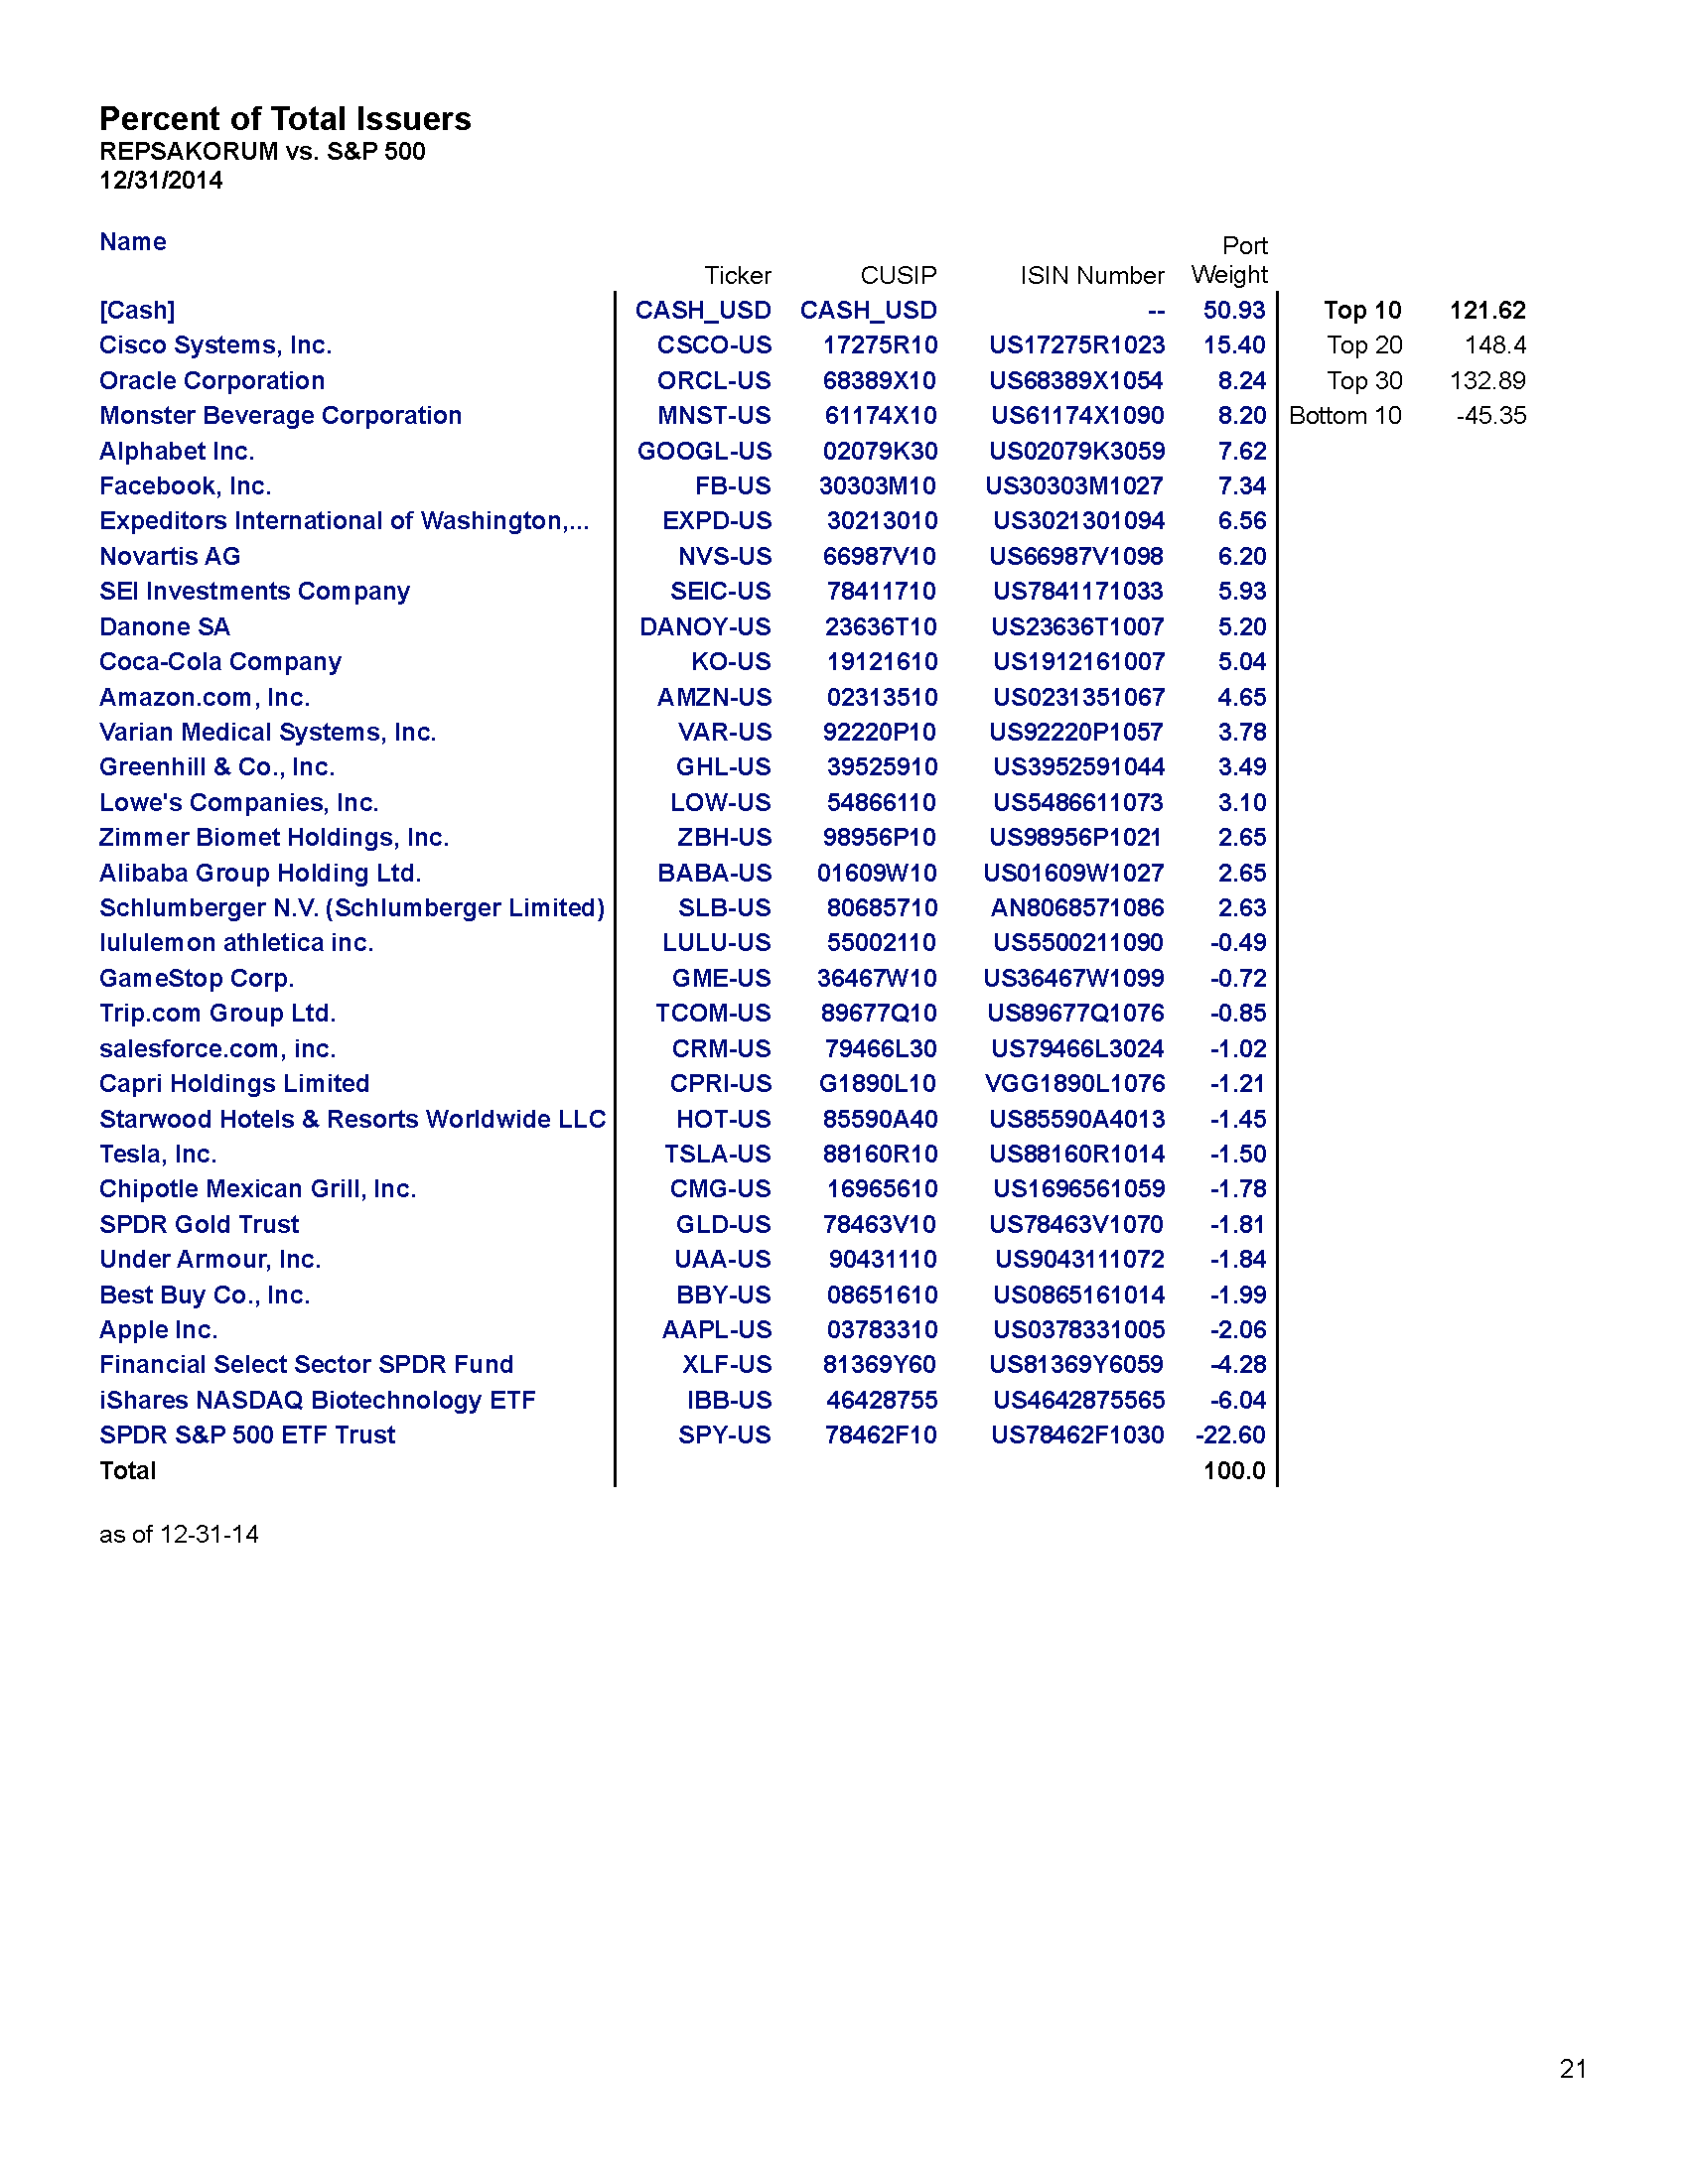 Percent of Total Issuers
REPSAKORUM vs. S&P 500
12/31/2014
Name Ticker CUSIP ISIN Number Port Weight
[Cash] CASH_USD CASH_USD -- 50.93 Top 10 121.62
Cisco Systems, Inc. CSCO-US 17275R10 US17275R1023 15.40 Top 20 148.4
Oracle Corporation ORCL-US 68389X10 US68389X1054 8.24 Top 30 132.89
Monster Beverage Corporation MNST-US 61174X10 US61174X1090 8.20 Bottom 10 -45.35
Alphabet Inc. GOOGL-US 02079K30 US02079K3059 7.62
Facebook, Inc. FB-US 30303M10 US30303M1027 7.34
Expeditors International of Washington,... EXPD-US 30213010 US3021301094 6.56
Novartis AG NVS-US 66987V10 US66987V1098 6.20
SEI Investments Company SEIC-US 78411710 US7841171033 5.93
Danone SA DANOY-US 23636T10 US23636T1007 5.20
Coca-Cola Company KO-US 19121610 US1912161007 5.04
Amazon.com, Inc. AMZN-US 02313510 US0231351067 4.65
Varian Medical Systems, Inc. VAR-US 92220P10 US92220P1057 3.78
Greenhill & Co., Inc. GHL-US 39525910 US3952591044 3.49
Lowe's Companies, Inc. LOW-US 54866110 US5486611073 3.10
Zimmer Biomet Holdings, Inc. ZBH-US 98956P10 US98956P1021 2.65
Alibaba Group Holding Ltd. BABA-US 01609W10 US01609W1027 2.65
Schlumberger N.V. (Schlumberger Limited) SLB-US 80685710 AN8068571086 2.63
lululemon athletica inc. LULU-US 55002110 US5500211090 -0.49
GameStop Corp. GME-US 36467W10 US36467W1099 -0.72
Trip.com Group Ltd. TCOM-US 89677Q10 US89677Q1076 -0.85
salesforce.com, inc. CRM-US 79466L30 US79466L3024 -1.02
Capri Holdings Limited CPRI-US G1890L10 VGG1890L1076 -1.21
Starwood Hotels & Resorts Worldwide LLC HOT-US 85590A40 US85590A4013 -1.45
Tesla, Inc. TSLA-US 88160R10 US88160R1014 -1.50
Chipotle Mexican Grill, Inc. CMG-US 16965610 US1696561059 -1.78
SPDR Gold Trust GLD-US 78463V10 US78463V1070 -1.81
Under Armour, Inc. UAA-US 90431110 US9043111072 -1.84
Best Buy Co., Inc. BBY-US 08651610 US0865161014 -1.99
Apple Inc. AAPL-US 03783310 US0378331005 -2.06
Financial Select Sector SPDR Fund XLF-US 81369Y60 US81369Y6059 -4.28
iShares NASDAQ Biotechnology ETF IBB-US 46428755 US4642875565 -6.04
SPDR S&P 500 ETF Trust SPY-US 78462F10 US78462F1030 -22.60
Total 100.0
as of 12-31-14
21